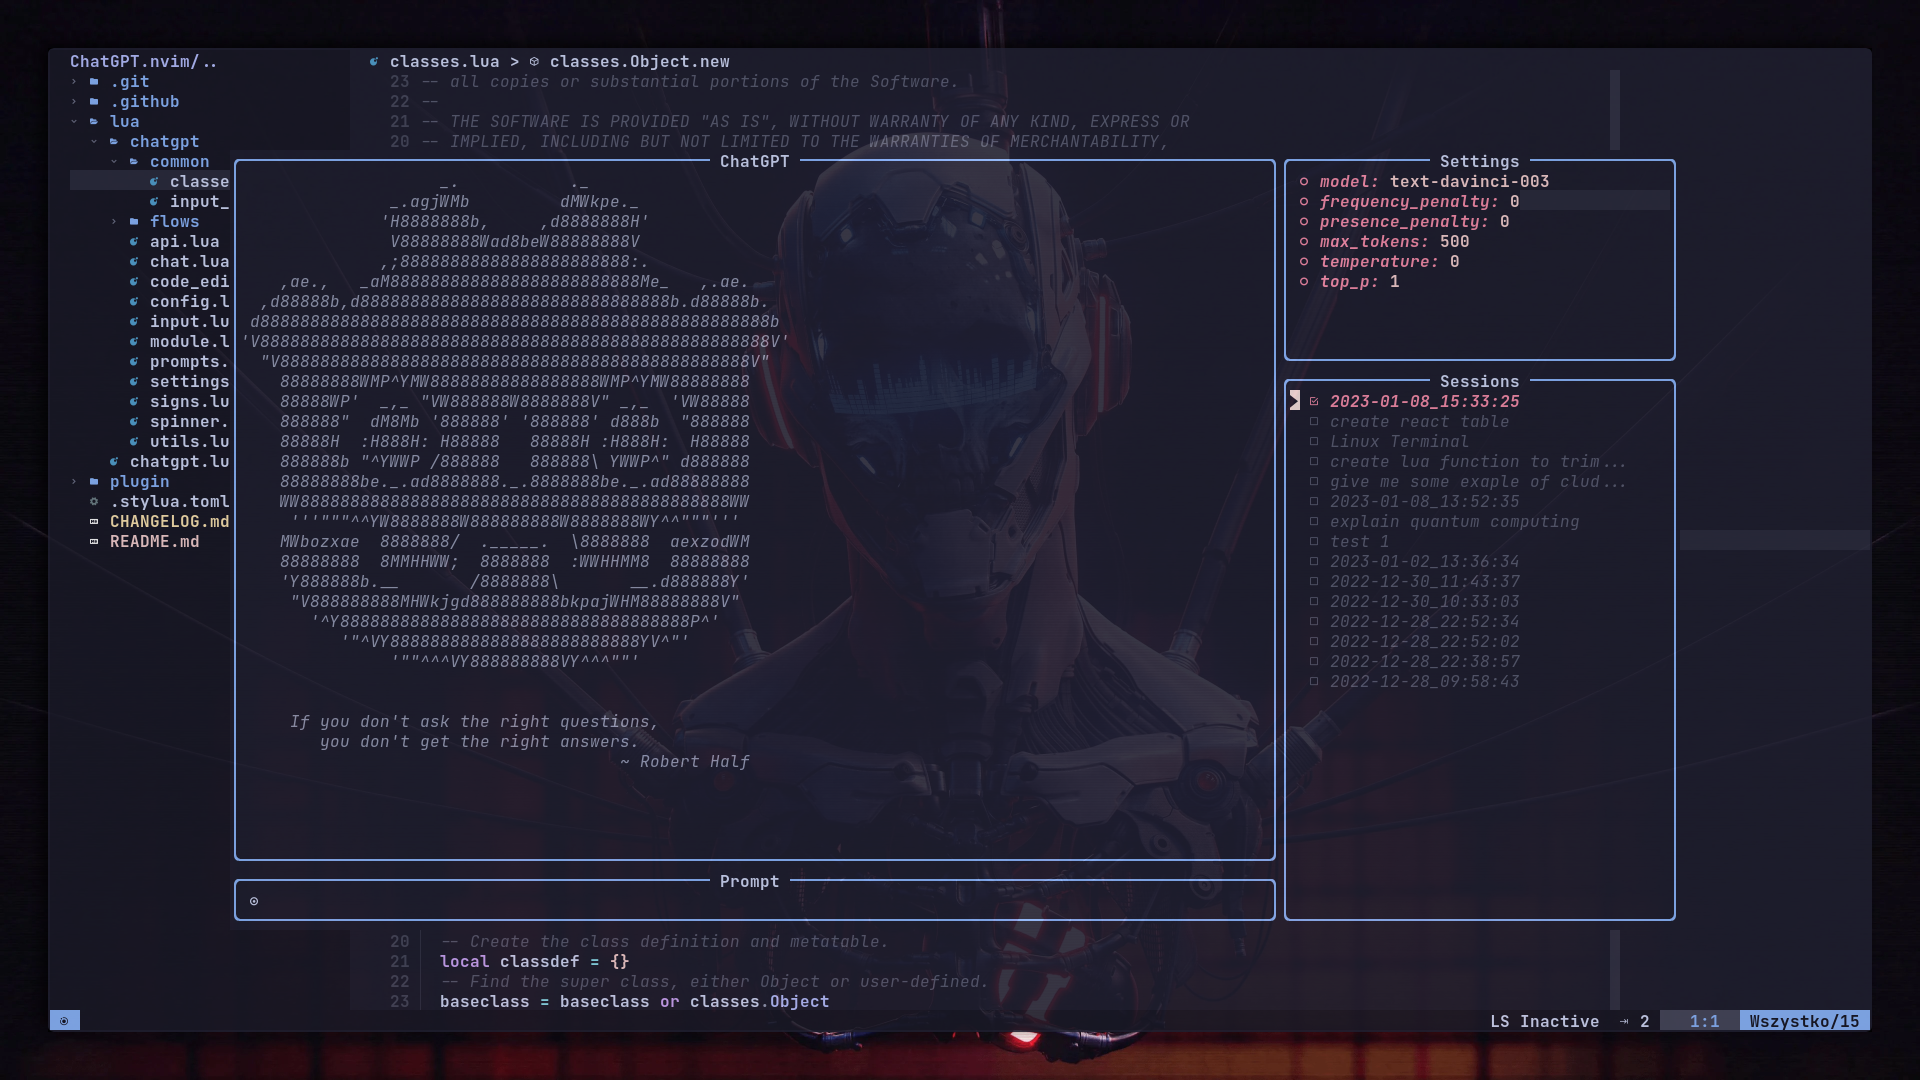 ChatGPT.nvim/..
.git
.github
lua
chatgpt
common
classe
input_
flows
api.lua
chat.lua
code_edi
config.l
input.lu
module.l
prompts.
settings
signs.lu
spinner.
utils.lu
chatgpt.lu
plugin
.stylua.toml
CHANGELOG.md
README.md
classes.lua > classes.Object.new
23 -- all copies or substantial portions of the Software.
22 --
21 -- THE SOFTWARE IS PROVIDED "AS IS", WITHOUT WARRANTY OF ANY KIND, EXPRESS OR
20 -- IMPLIED, INCLUDING BUT NOT LIMITED TO THE WARRANTIES OF MERCHANTABILITY,
ChatGPT
If you don't ask the right questions,
you don't get the right answers.
~ Robert Half
Prompt
20 -- Create the class definition and metatable.
21 local classdef = {}
22 -- Find the super class, either Object or user-defined.
23 baseclass = baseclass or classes.Object
Settings
model: text-davinci-003
frequency_penalty: 0
presence_penalty: 0
max_tokens: 500
temperature: 0
top_p: 1
Sessions
2023-01-08_15:33:25
create react table
Linux Terminal
create lua function to trim...
give me some exaple of clud...
2023-01-08_13:52:35
explain quantum computing
test 1
2023-01-02_13:36:34
2022-12-30_11:43:37
2022-12-30_10:33:03
2022-12-28_22:52:34
2022-12-28_22:52:02
2022-12-28_22:38:57
2022-12-28_09:58:43
LS Inactive ⇥ 2 1:1 Wszystko/15